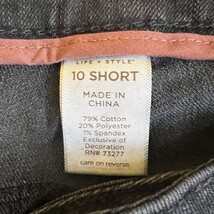 LIFE + STYLE®
10 SHORT
MADE IN
CHINA
79% Cotton
20% Polyester
1% Spandex
Exclusive of
Decoration
RN# 73277
care on reverse